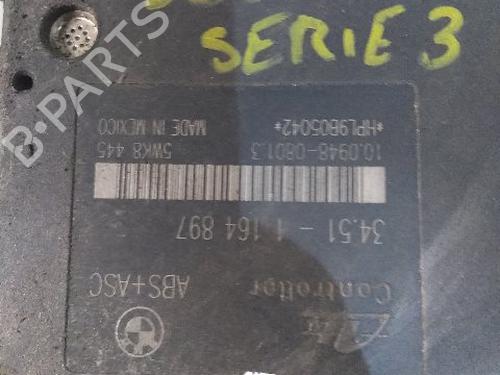 SERIE 3
Ate
Controller
ABS+ASC
34.51 - 1 164 897
10.0948-0801.3
5WK8 445
*HPL9B05042*
MADE IN MEXICO
B-PARTS